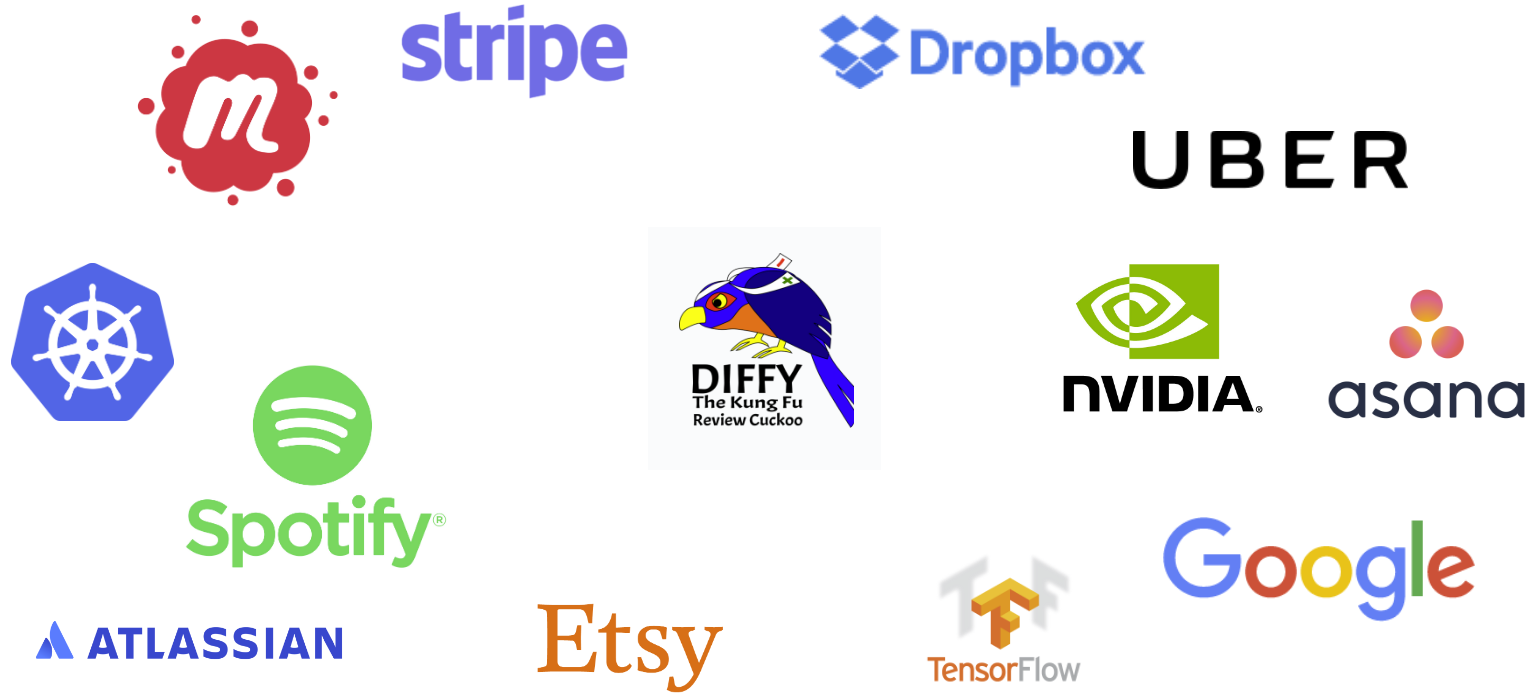 m
stripe
Dropbox
UBER
DIFFY
The Kung Fu
Review Cuckoo
nVIDIA®
asana
Spotify®
Google
ATLASSIAN
Etsy
TensorFlow